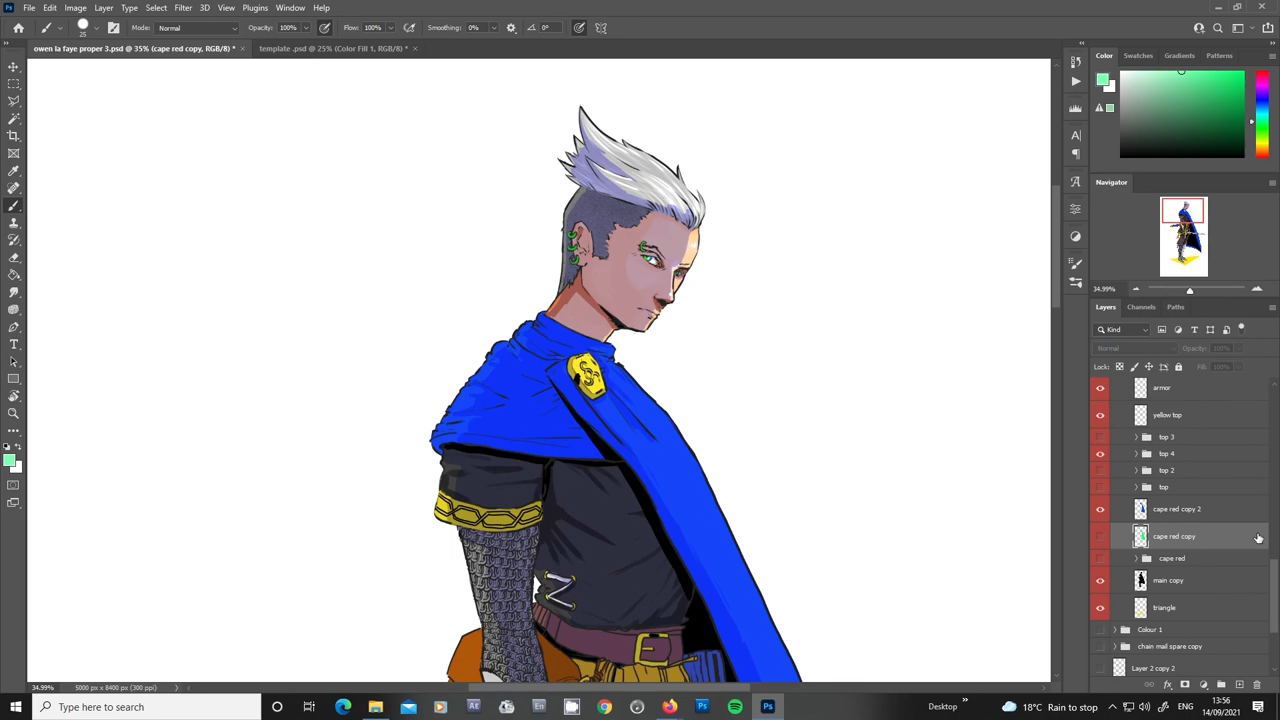 File Edit Image Layer Type Select Filter 3D View Plugins Window Help
25 Mode: Normal Opacity: 100% Flow: 100% Smoothing: 0% 0°
owen la faye proper 3.psd @ 35% (cape red copy, RGB/8) * × template .psd @ 25% (Color Fill 1, RGB/8) * ×
Color Swatches Gradients Patterns
Navigator
34.99%
Layers Channels Paths
Kind
Normal Opacity: 100%
Lock: Fill: 100%
armor
yellow top
top 3
top 4
top 2
top
cape red copy 2
cape red copy
cape red
main copy
triangle
Colour 1
chain mail spare copy
Layer 2 copy 2
34.99% 5000 px x 8400 px (300 ppi)
Type here to search
Desktop
18°C Rain to stop
13:56
14/09/2021